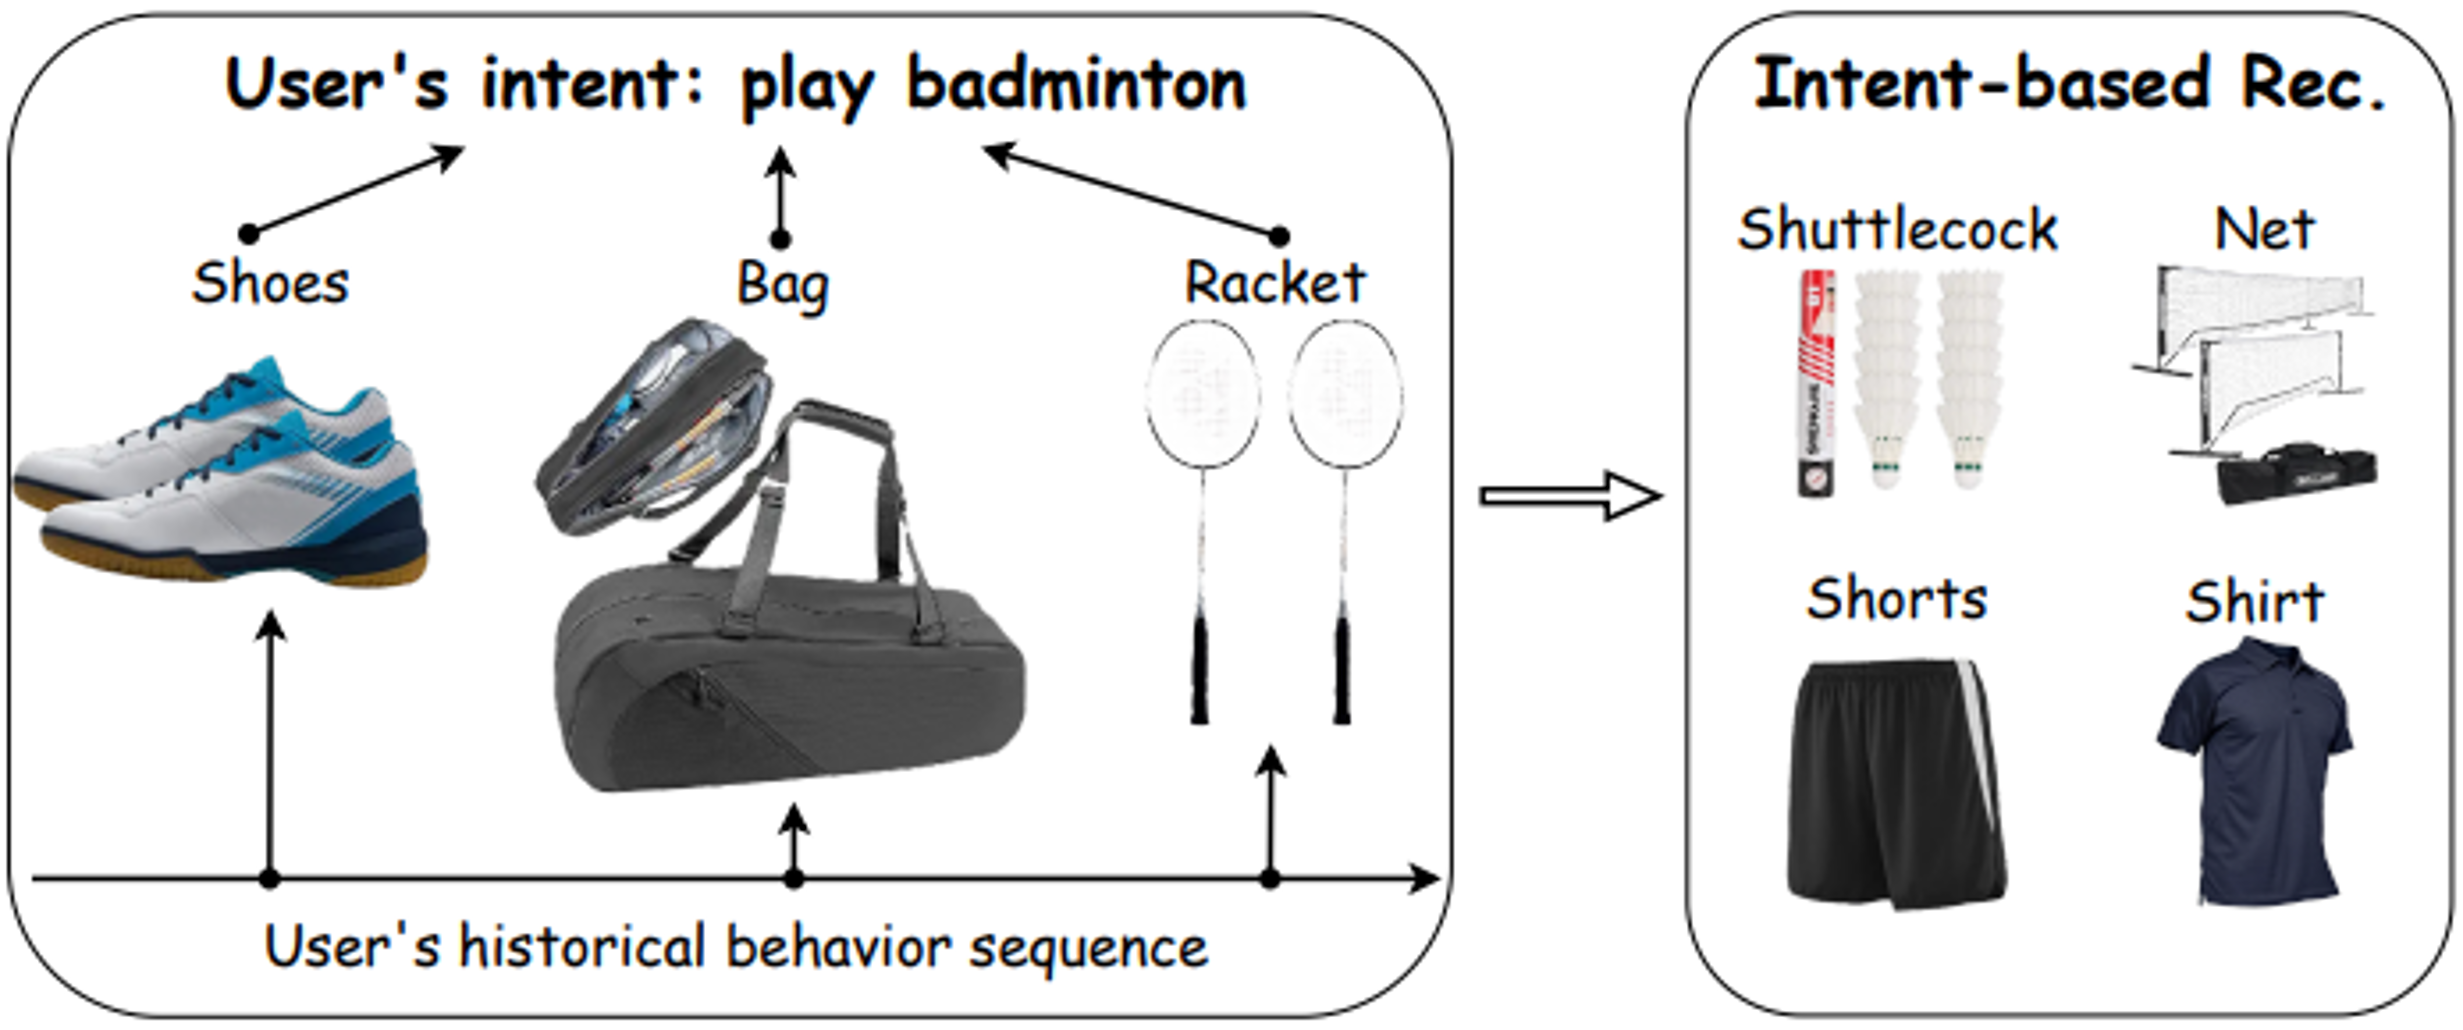 User's intent: play badminton
Shoes
Bag
Racket
User's historical behavior sequence
Intent-based Rec.
Shuttlecock
Net
Shorts
Shirt